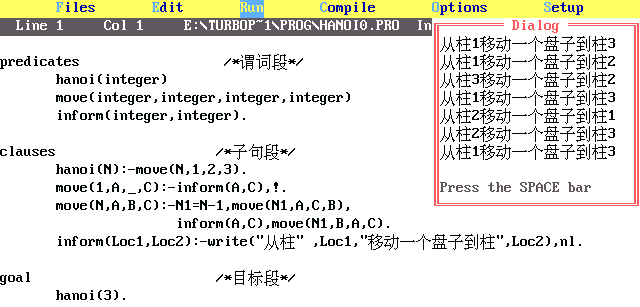 Files Edit Run Compile Options Setup
Line 1 Col 1 E:\TURBOP~1\PROG\HANOI0.PRO In
Dialog
从柱1移动一个盘子到柱3
从柱1移动一个盘子到柱2
从柱3移动一个盘子到柱2
从柱1移动一个盘子到柱3
从柱2移动一个盘子到柱1
从柱2移动一个盘子到柱3
从柱1移动一个盘子到柱3
Press the SPACE bar
predicates /*谓词段*/
hanoi(integer)
move(integer,integer,integer,integer)
inform(integer,integer).
clauses /*子句段*/
hanoi(N):-move(N,1,2,3).
move(1,A,_,C):-inform(A,C),!.
move(N,A,B,C):-N1=N-1,move(N1,A,C,B),
inform(A,C),move(N1,B,A,C).
inform(Loc1,Loc2):-write("从柱" ,Loc1,"移动一个盘子到柱",Loc2),nl.
goal /*目标段*/
hanoi(3).